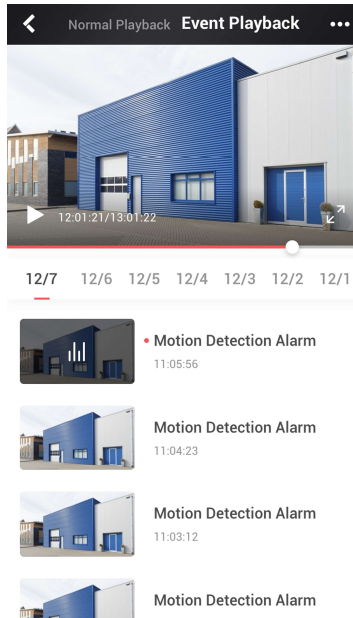 Normal Playback Event Playback
12:01:21/13:01:22
12/7 12/6 12/5 12/4 12/3 12/2 12/1
Motion Detection Alarm
11:05:56
Motion Detection Alarm
11:04:23
Motion Detection Alarm
11:03:12
Motion Detection Alarm